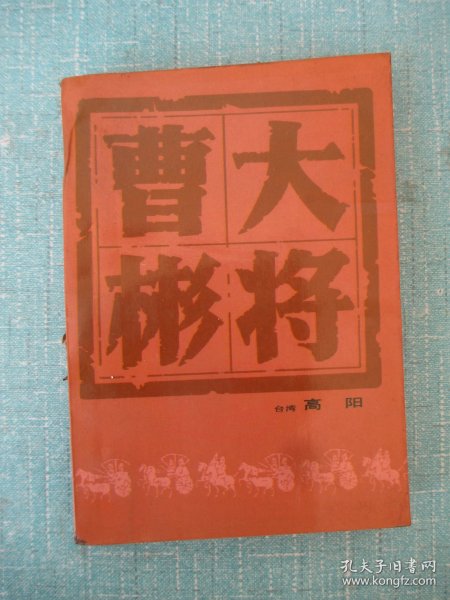 大将
曹彬
台湾 高阳
孔夫子旧书网
www.kongfz.com